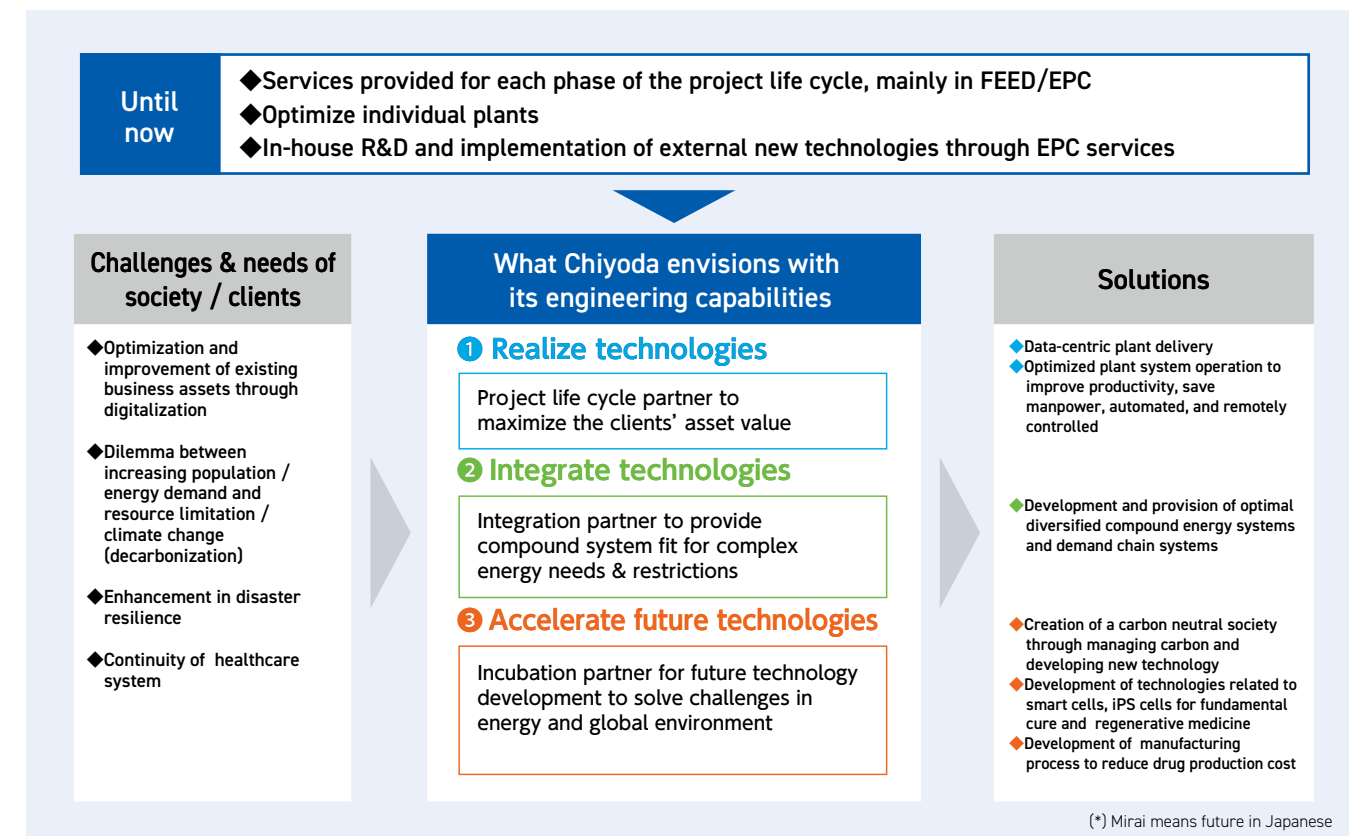 Until
now
◆Services provided for each phase of the project life cycle, mainly in FEED/EPC
◆Optimize individual plants
◆In-house R&D and implementation of external new technologies through EPC services
Challenges & needs of
society / clients
◆Optimization and
improvement of existing
business assets through
digitalization
◆Dilemma between
increasing population /
energy demand and
resource limitation /
climate change
(decarbonization)
◆Enhancement in disaster
resilience
◆Continuity of healthcare
system
What Chiyoda envisions with
its engineering capabilities
❶ Realize technologies
Project life cycle partner to
maximize the clients' asset value
❷ Integrate technologies
Integration partner to provide
compound system fit for complex
energy needs & restrictions
❸ Accelerate future technologies
Incubation partner for future technology
development to solve challenges in
energy and global environment
Solutions
◆Data-centric plant delivery
◆Optimized plant system operation to
improve productivity, save
manpower, automated, and remotely
controlled
◆Development and provision of optimal
diversified compound energy systems
and demand chain systems
◆Creation of a carbon neutral society
through managing carbon and
developing new technology
◆Development of technologies related to
smart cells, iPS cells for fundamental
cure and regenerative medicine
◆Development of manufacturing
process to reduce drug production cost
(*) Mirai means future in Japanese